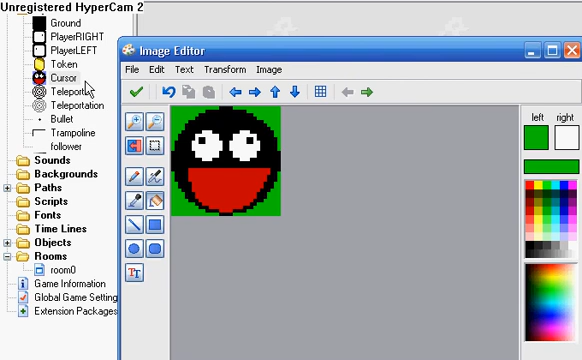 Unregistered HyperCam 2
Ground
PlayerRIGHT
PlayerLEFT
Token
Cursor
Teleportation
Bullet
Trampoline
follower
Sounds
Backgrounds
Paths
Scripts
Fonts
Time Lines
Objects
Rooms
room0
Game Information
Global Game Setting
Extension Packages
Image Editor
File Edit Text Transform Image
left right